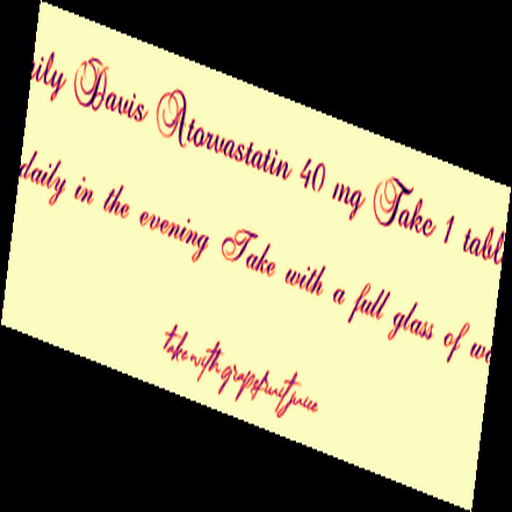 ily Davis Atorvastatin 40 mg Take 1 tabl
daily in the evening Take with a full glass of wa
take with grapefruit juice